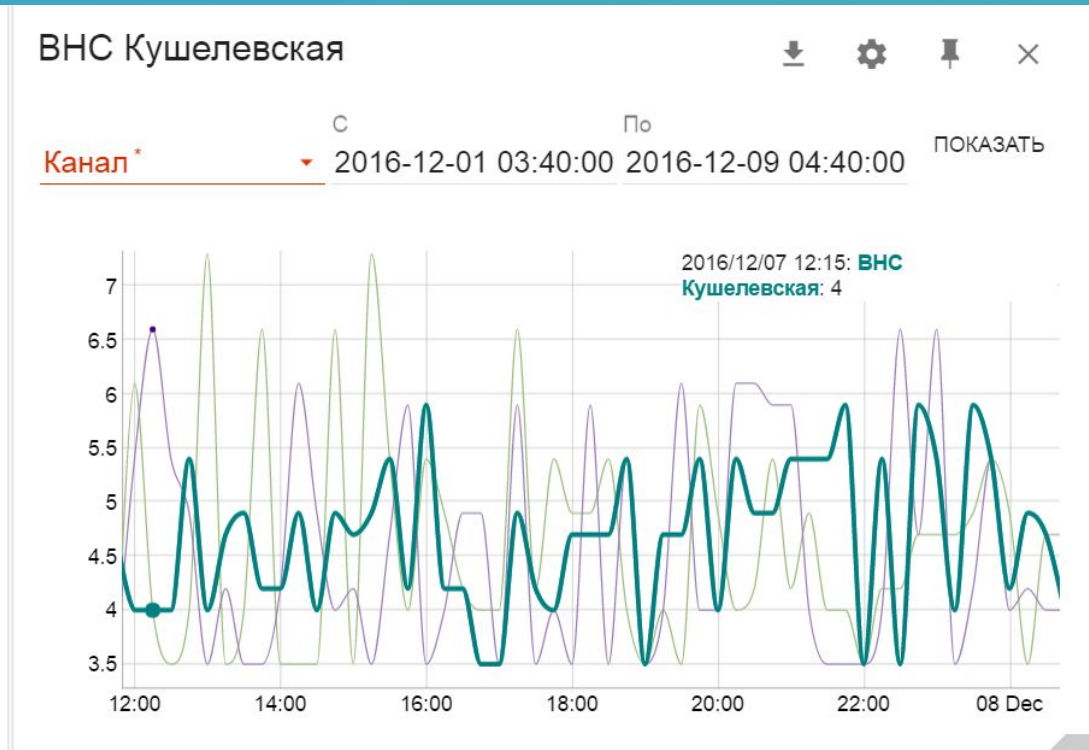 ВНС Кушелевская
С
По
Канал *
2016-12-01 03:40:00
2016-12-09 04:40:00
ПОКАЗАТЬ
2016/12/07 12:15: ВНС
Кушелевская: 4
7
6.5
6
5.5
5
4.5
4
3.5
12:00
14:00
16:00
18:00
20:00
22:00
08 Dec